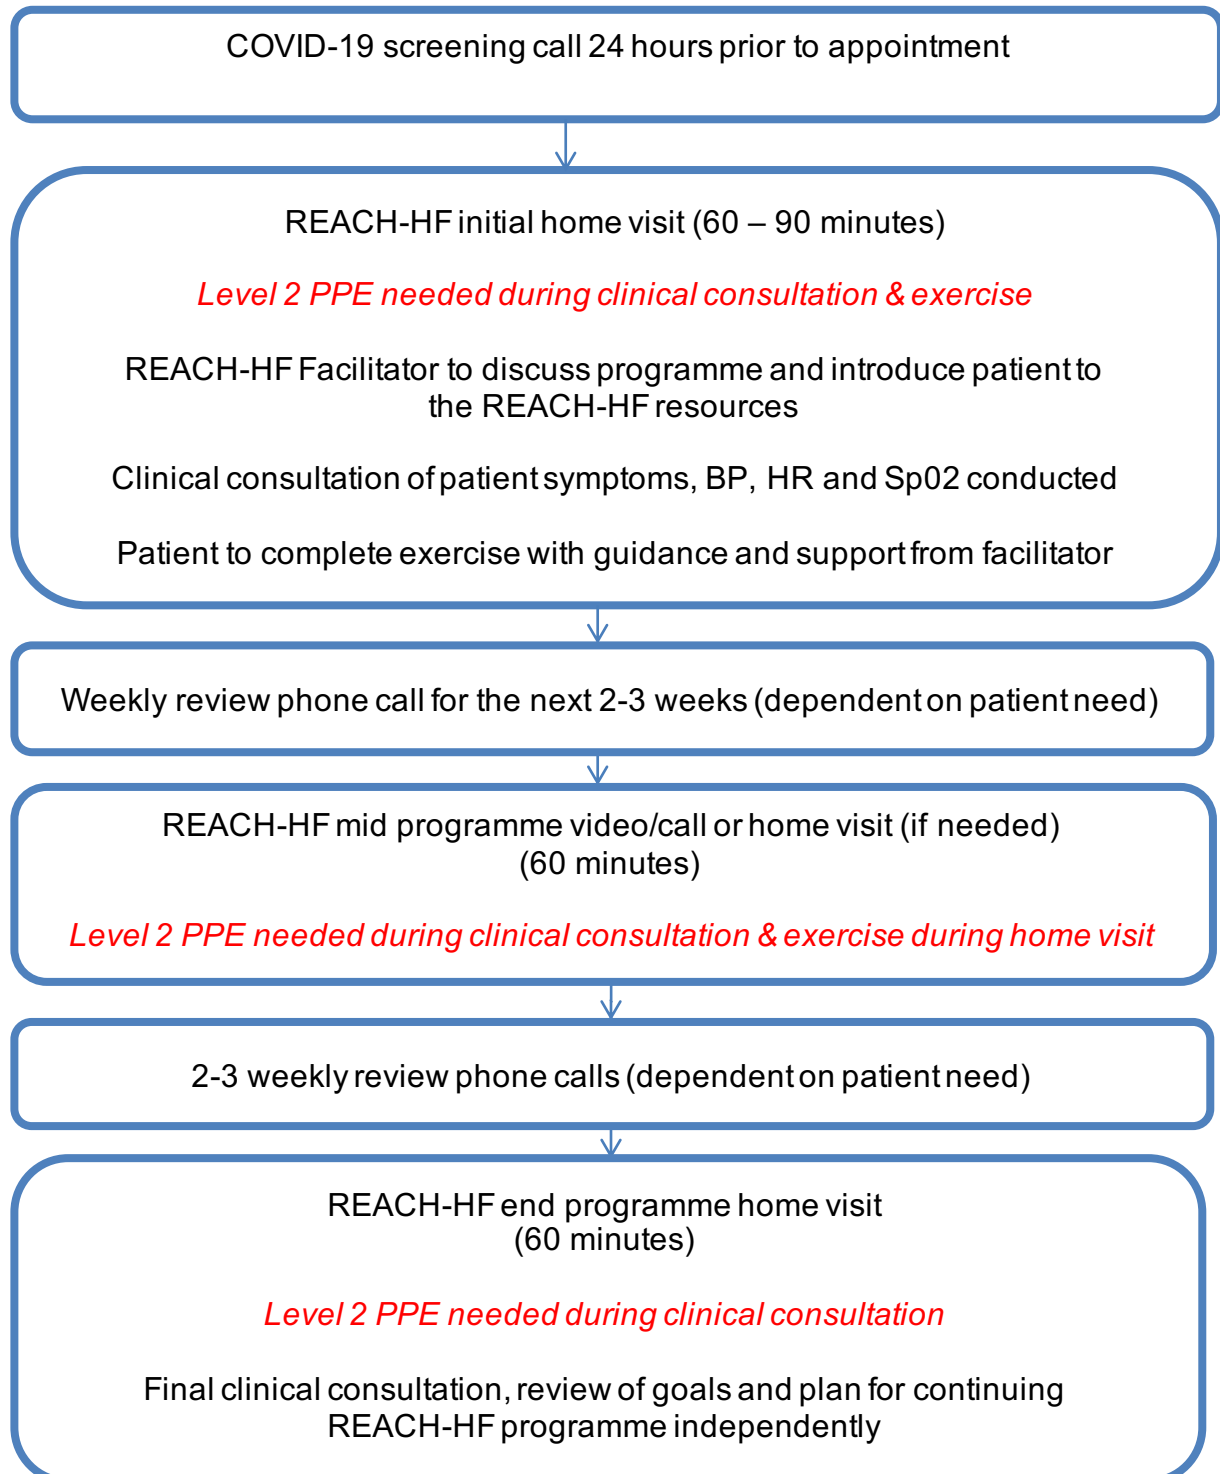 COVID-19 screening call 24 hours prior to appointment
REACH-HF initial home visit (60 – 90 minutes)
Level 2 PPE needed during clinical consultation & exercise
REACH-HF Facilitator to discuss programme and introduce patient to
the REACH-HF resources
Clinical consultation of patient symptoms, BP, HR and Sp02 conducted
Patient to complete exercise with guidance and support from facilitator
Weekly review phone call for the next 2-3 weeks (dependent on patient need)
REACH-HF mid programme video/call or home visit (if needed)
(60 minutes)
Level 2 PPE needed during clinical consultation & exercise during home visit
2-3 weekly review phone calls (dependent on patient need)
REACH-HF end programme home visit
(60 minutes)
Level 2 PPE needed during clinical consultation
Final clinical consultation, review of goals and plan for continuing
REACH-HF programme independently